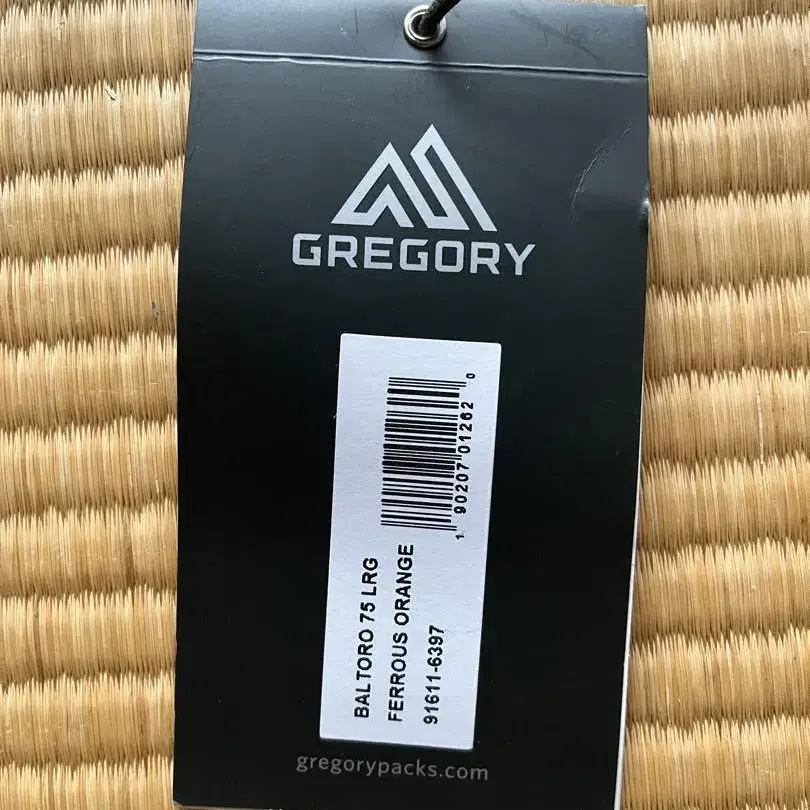 GREGORY
BALTORO 75 LRG
FERROUS ORANGE
91611-6397
1 90207 01262 0
gregorypacks.com